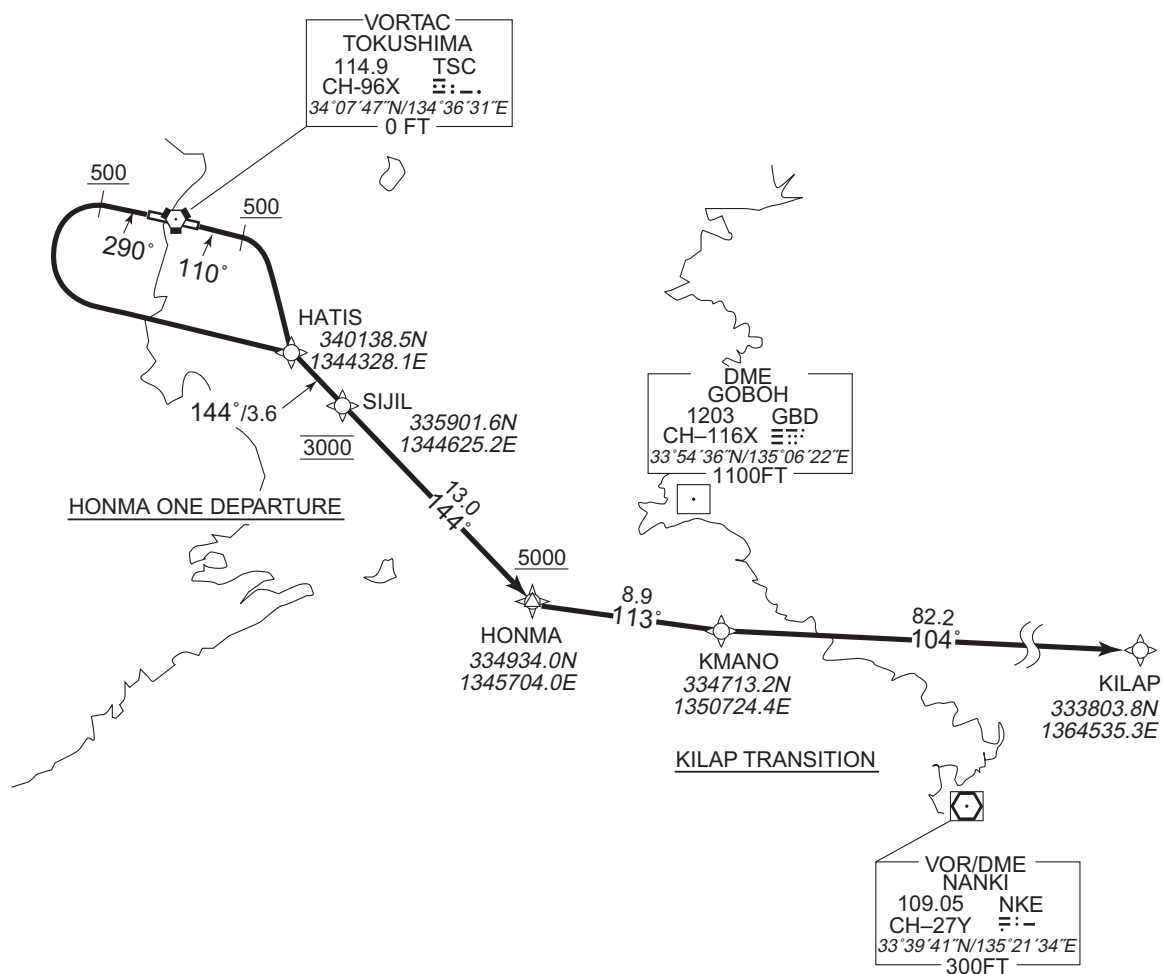 VORTAC
TOKUSHIMA
114.9 TSC
CH-96X
34°07′47″N/134°36′31″E
0 FT
500
500
290°
110°
HATIS
340138.5N
1344328.1E
144°/3.6
SIJIL
335901.6N
1344625.2E
3000
HONMA ONE DEPARTURE
13.0
144°
DME
GOBOH
1203 GBD
CH–116X
33°54′36″N/135°06′22″E
1100FT
5000
HONMA
334934.0N
1345704.0E
8.9
113°
KMANO
334713.2N
1350724.4E
82.2
104°
KILAP
333803.8N
1364535.3E
KILAP TRANSITION
VOR/DME
NANKI
109.05 NKE
CH–27Y
33°39′41″N/135°21′34″E
300FT